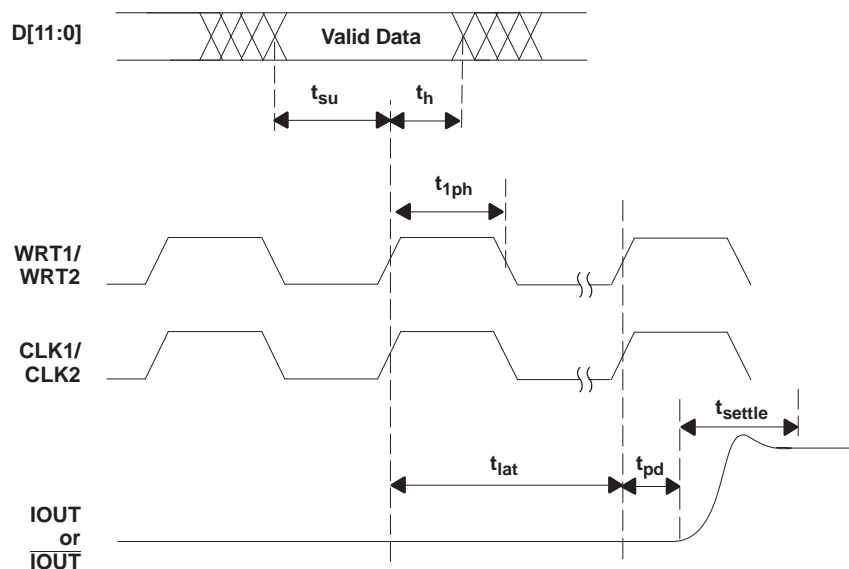 D[11:0]
Valid Data
tsu
th
t1ph
WRT1/
WRT2
CLK1/
CLK2
tsettle
tlat
tpd
IOUT
or
IOUT